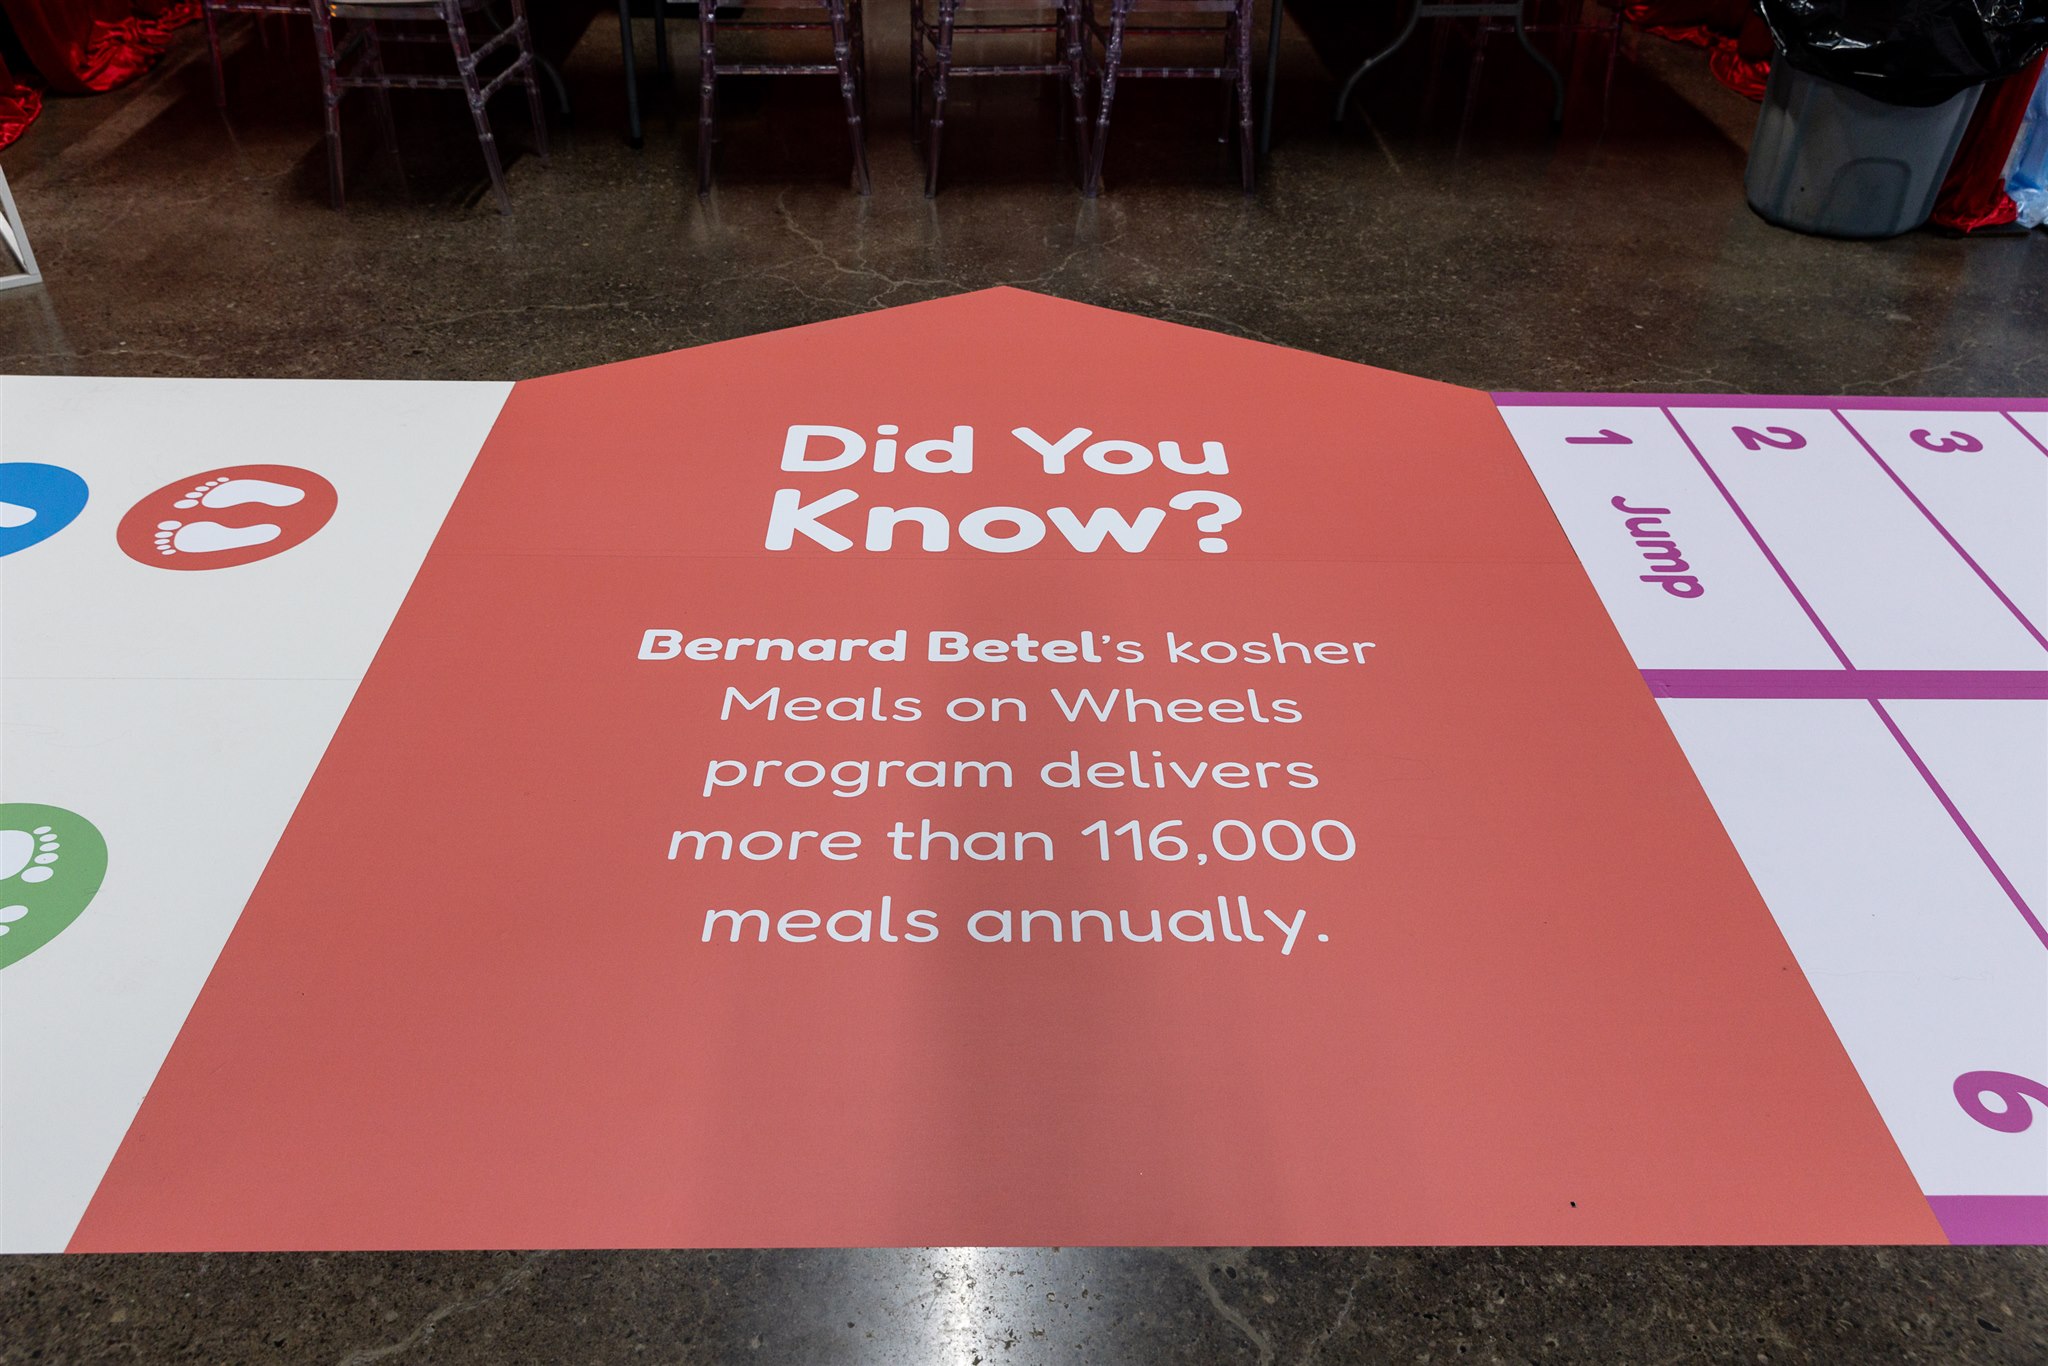 Did You
Know?
Bernard Betel's kosher
Meals on Wheels
program delivers
more than 116,000
meals annually.
1
Jump
2
3
6